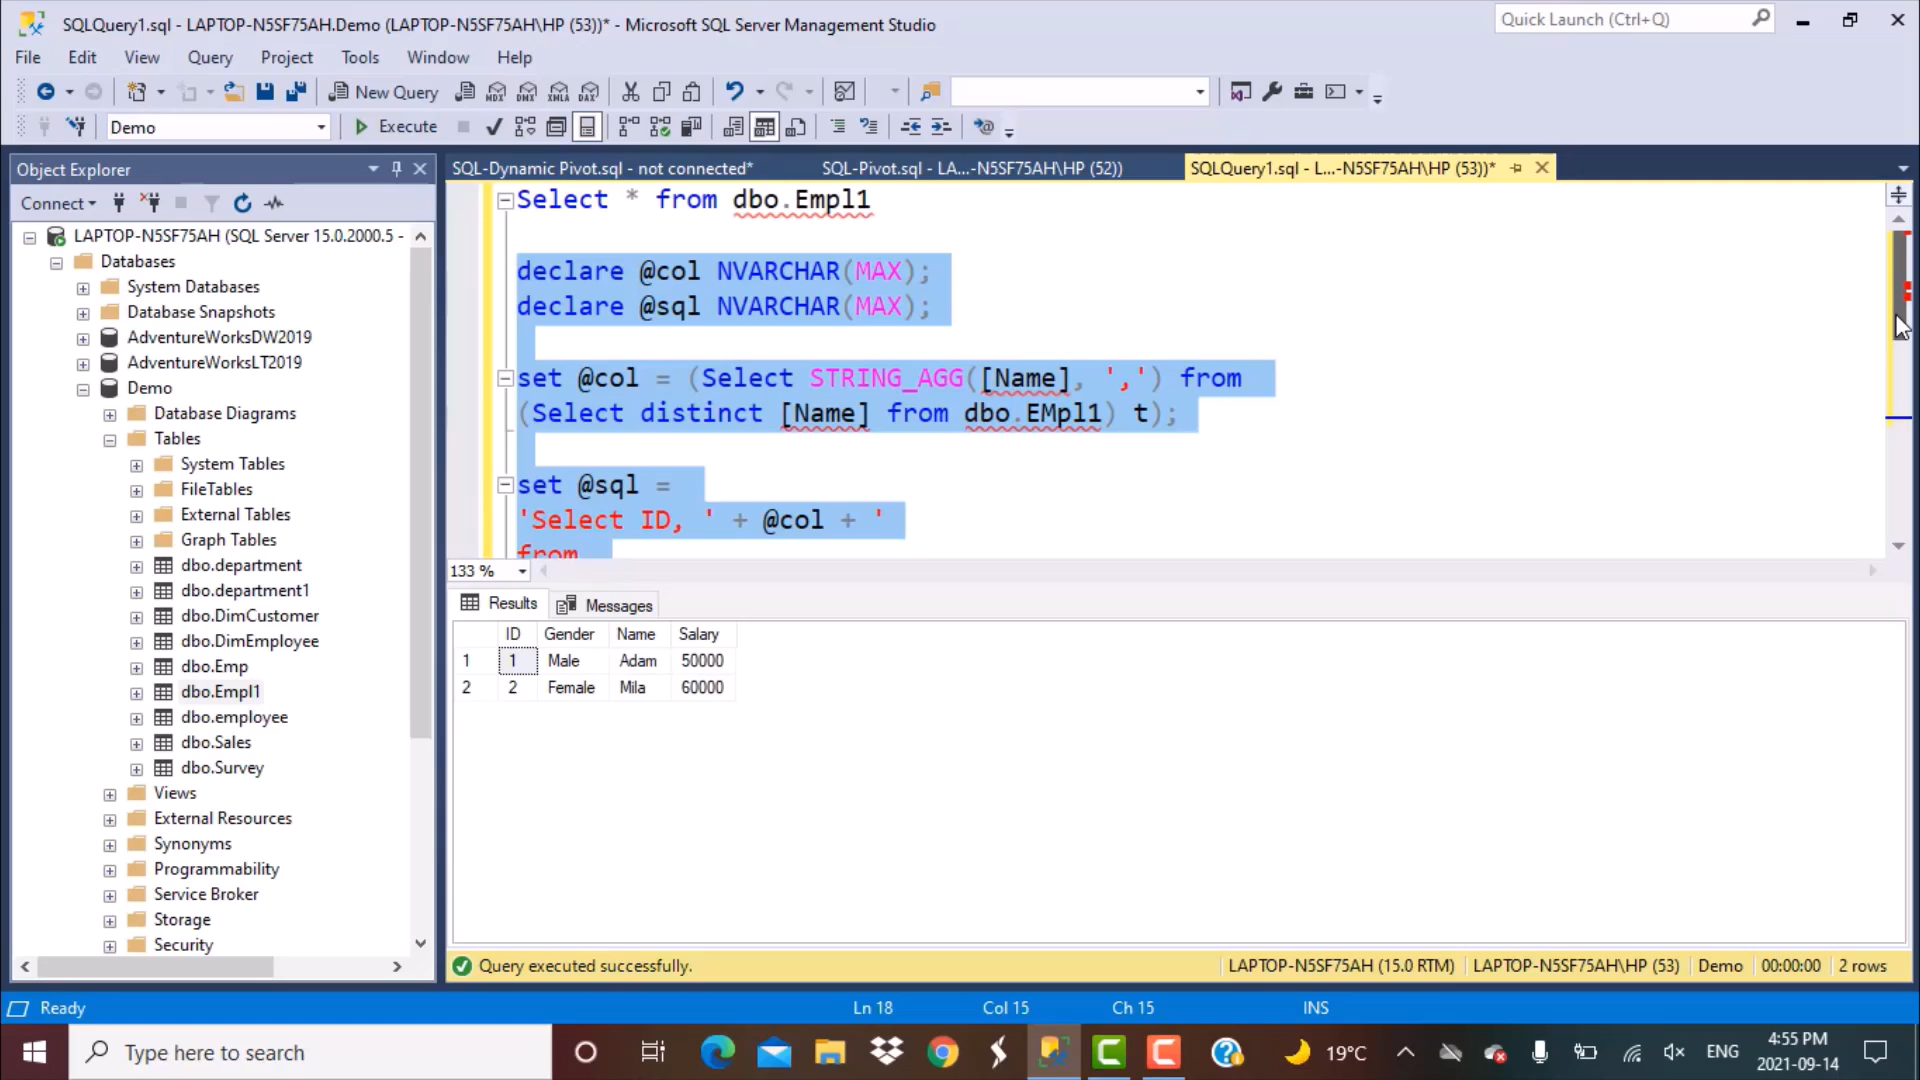 SQLQuery1.sql - LAPTOP-N5SF75AH.Demo (LAPTOP-N5SF75AH\HP (53))* - Microsoft SQL Server Management Studio
Quick Launch (Ctrl+Q)
File Edit View Query Project Tools Window Help
New Query
MDX DMX XMLA DAX
Demo
Execute
Object Explorer
Connect
LAPTOP-N5SF75AH (SQL Server 15.0.2000.5 -
Databases
System Databases
Database Snapshots
AdventureWorksDW2019
AdventureWorksLT2019
Demo
Database Diagrams
Tables
System Tables
FileTables
External Tables
Graph Tables
dbo.department
dbo.department1
dbo.DimCustomer
dbo.DimEmployee
dbo.Emp
dbo.Empl1
dbo.employee
dbo.Sales
dbo.Survey
Views
External Resources
Synonyms
Programmability
Service Broker
Storage
Security
SQL-Dynamic Pivot.sql - not connected* SQL-Pivot.sql - LA...-N5SF75AH\HP (52)) SQLQuery1.sql - L...-N5SF75AH\HP (53))*
Select * from dbo.Empl1
declare @col NVARCHAR(MAX);
declare @sql NVARCHAR(MAX);
set @col = (Select STRING_AGG([Name], ',') from
(Select distinct [Name] from dbo.EMpl1) t);
set @sql =
'Select ID, ' + @col + '
from
133 %
Results Messages
ID Gender Name Salary
1 1 Male Adam 50000
2 2 Female Mila 60000
Query executed successfully. LAPTOP-N5SF75AH (15.0 RTM) LAPTOP-N5SF75AH\HP (53) Demo 00:00:00 2 rows
Ready Ln 18 Col 15 Ch 15 INS
Type here to search
19°C
ENG
4:55 PM
2021-09-14